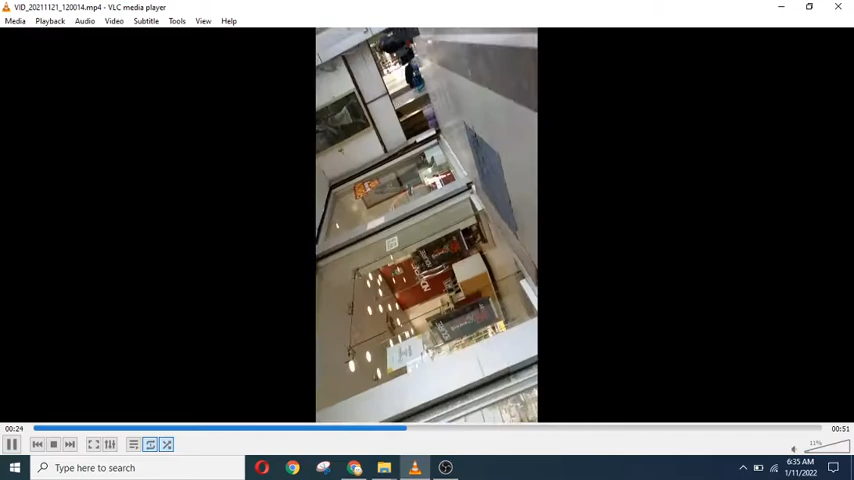 VID_20211121_120014.mp4 - VLC media player
Media Playback Audio Video Subtitle Tools View Help
00:24
00:51
11%
Type here to search
6:35 AM
1/11/2022